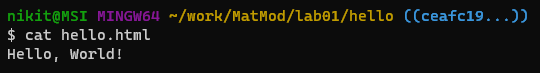 nikit@MSI MINGW64 ~/work/MatMod/lab01/hello ((ceafc19...))
$ cat hello.html
Hello, World!